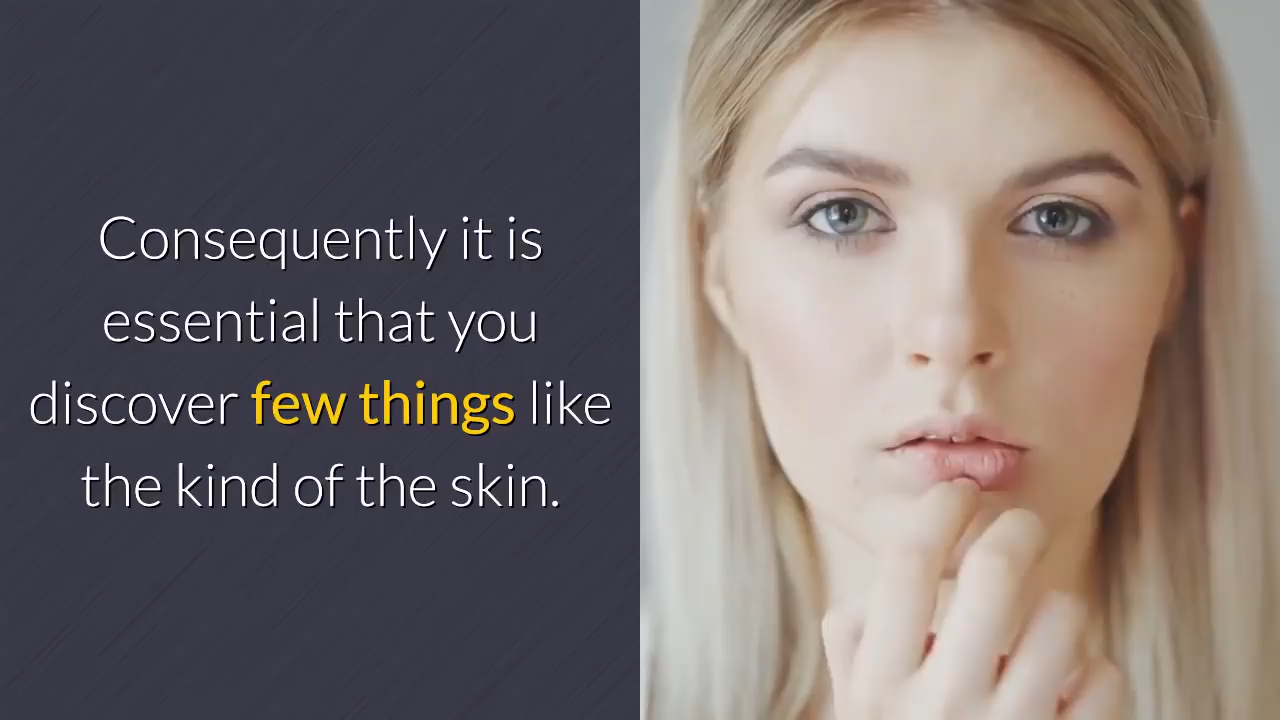 Consequently it is
essential that you
discover few things like
the kind of the skin.